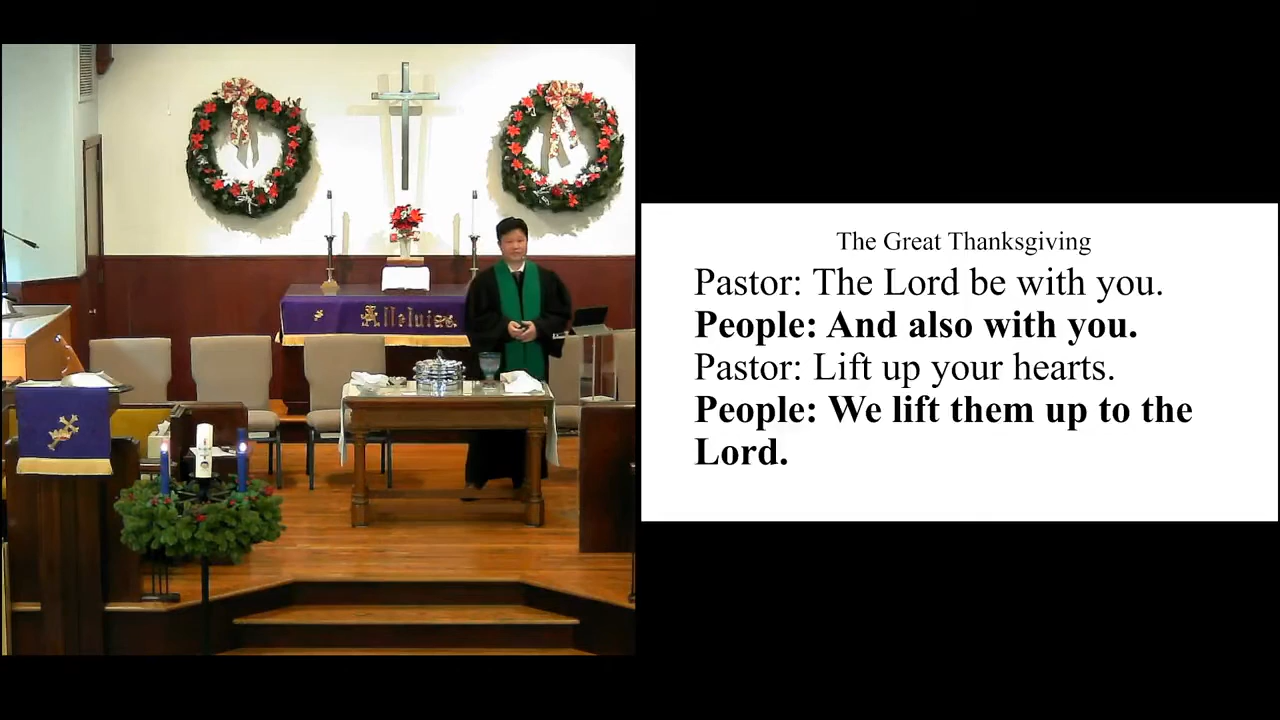 Alleluia
The Great Thanksgiving
Pastor: The Lord be with you.
People: And also with you.
Pastor: Lift up your hearts.
People: We lift them up to the
Lord.